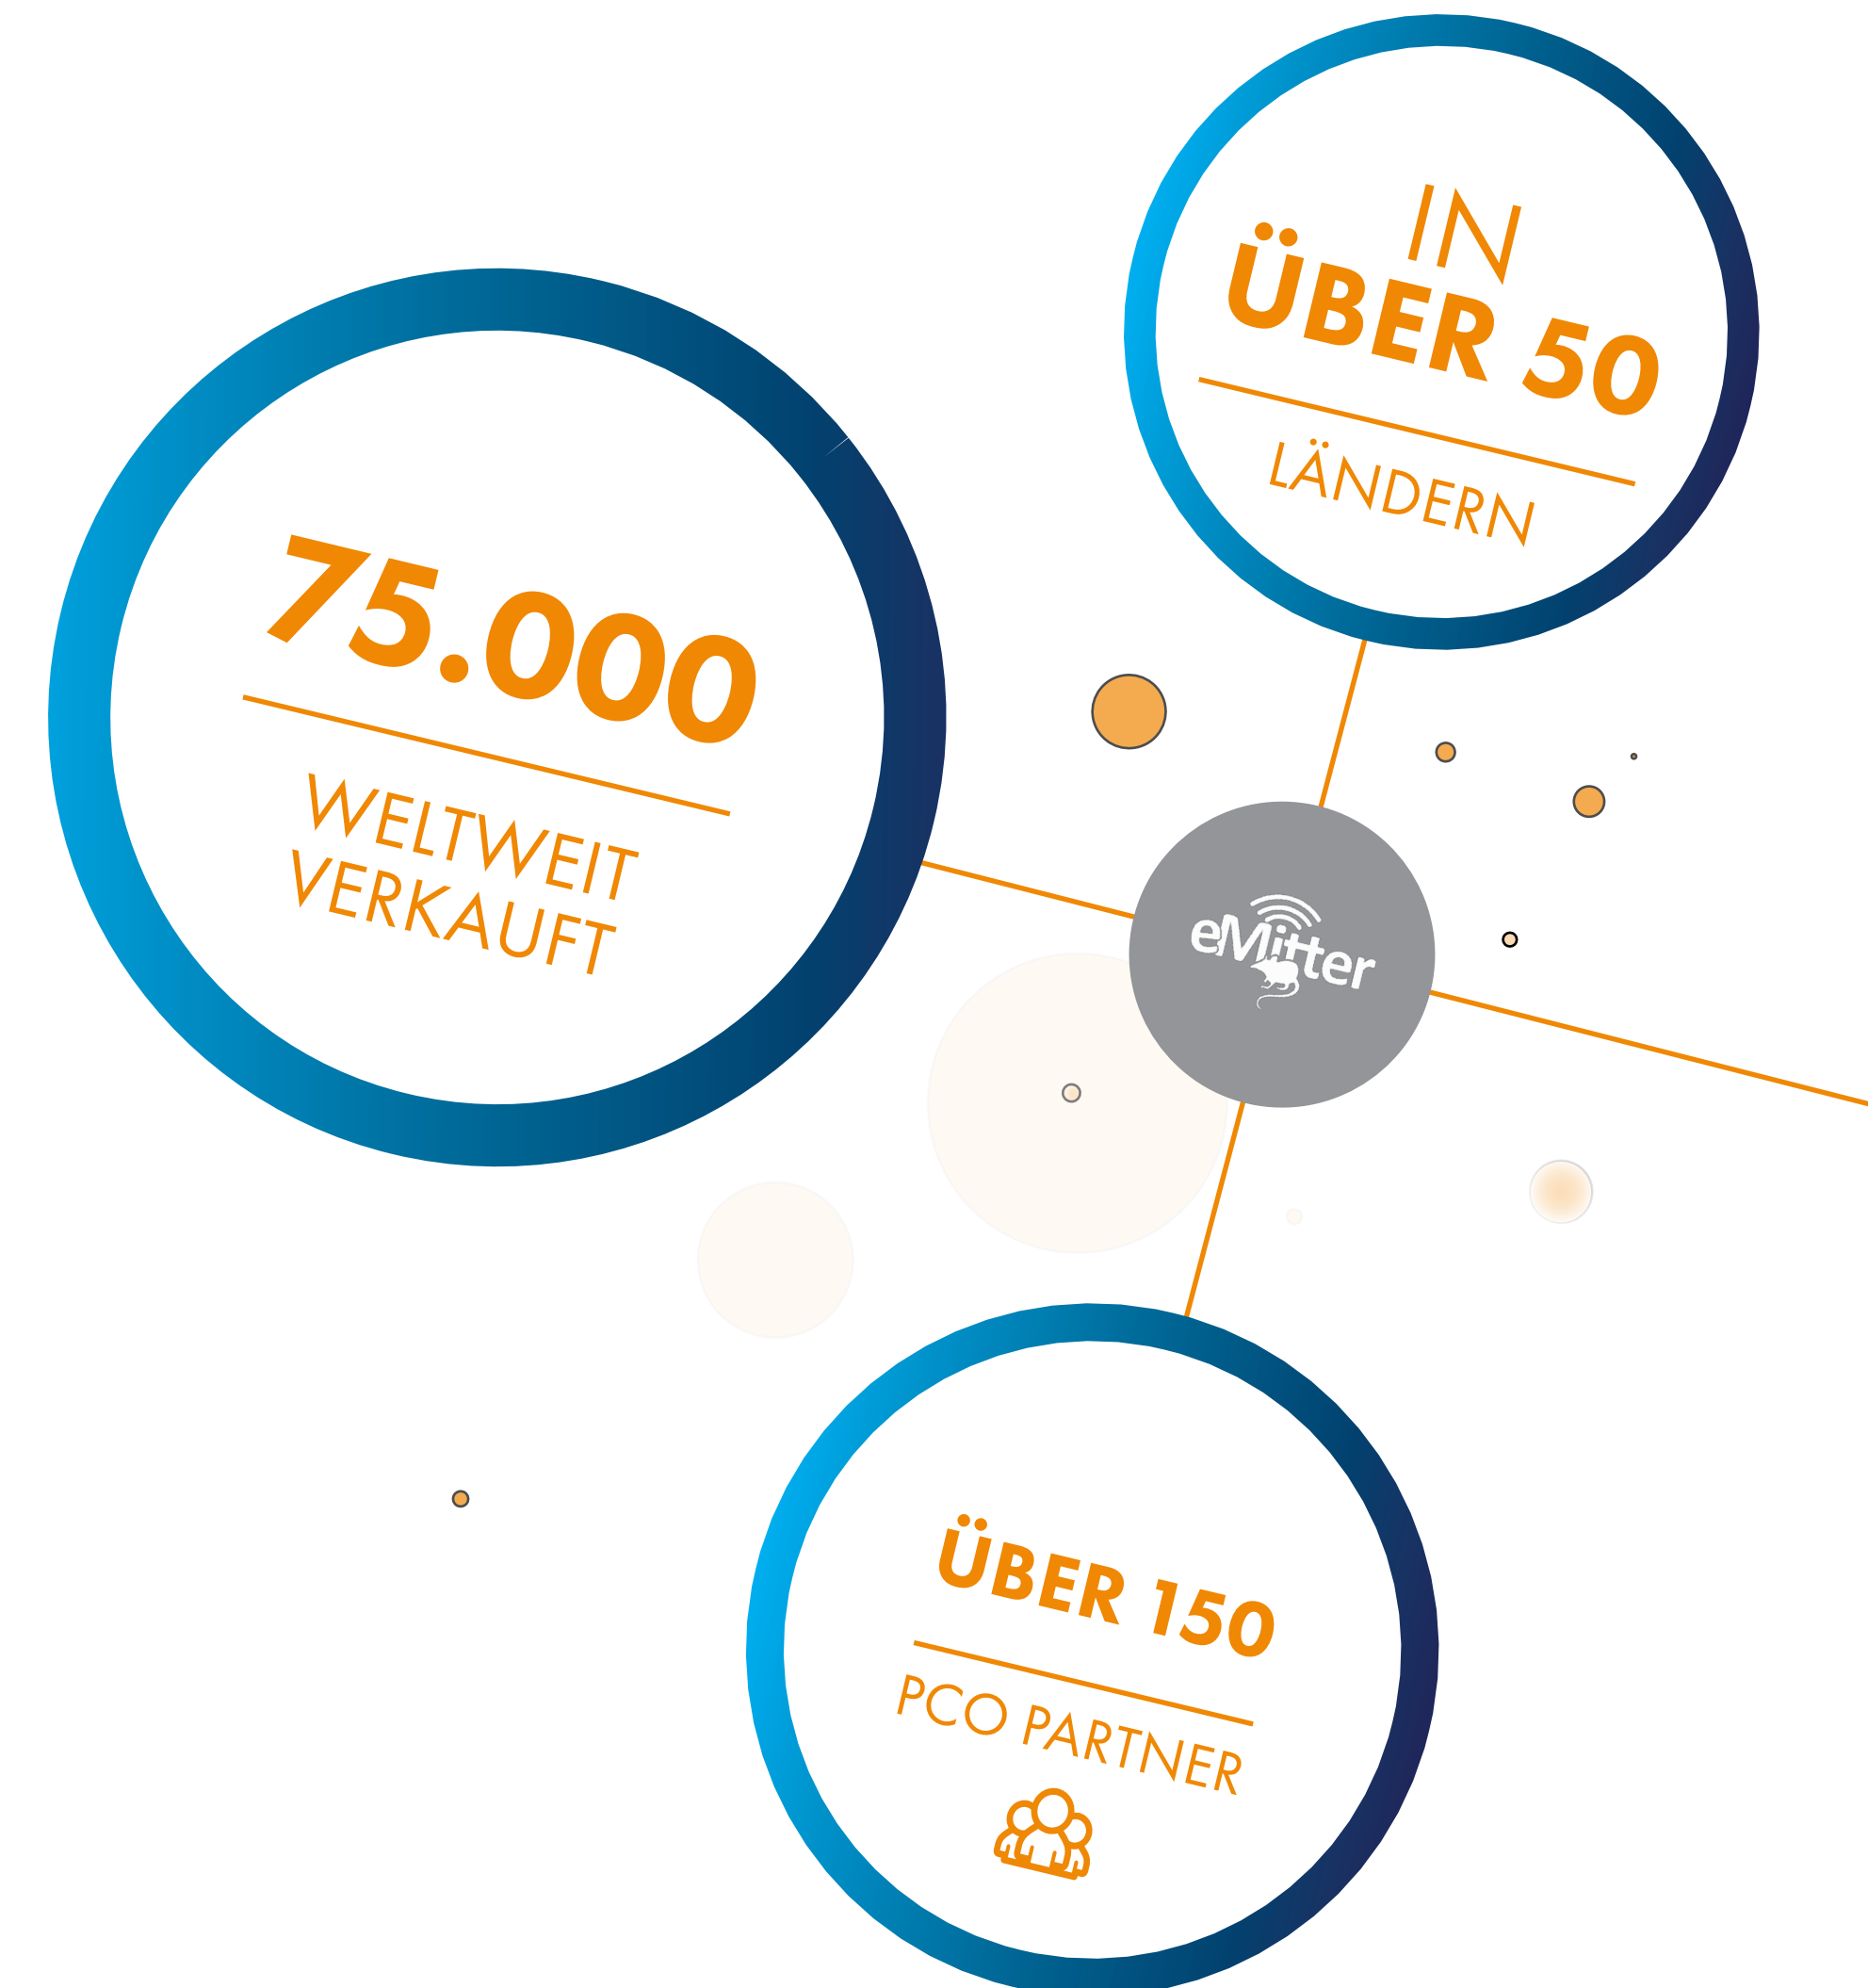 IN
ÜBER 50
LÄNDERN
75.000
WELTWEIT
VERKAUFT
eMitter
ÜBER 150
PCO PARTNER